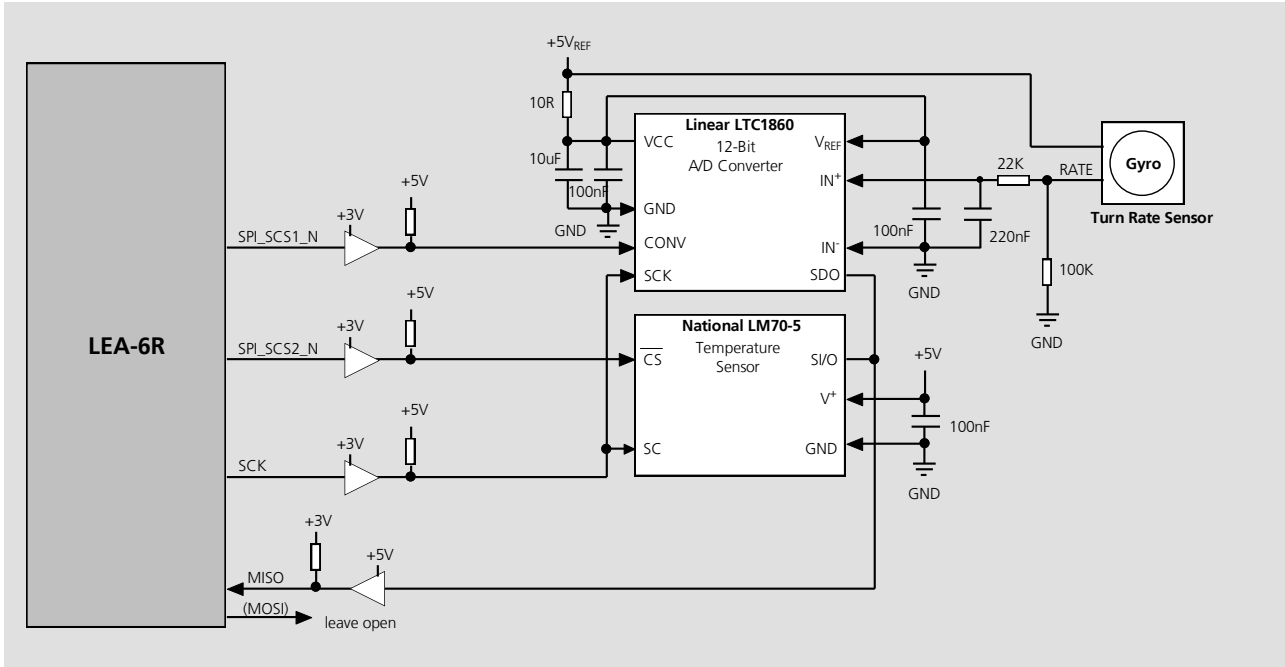 +5VREF
10R
Linear LTC1860
12-Bit
A/D Converter
VCC
VREF
10uF
100nF
IN+
22K
RATE
Gyro
Turn Rate Sensor
GND
GND
100nF
220nF
+5V
+3V
SPI_SCS1_N
CONV
IN-
SCK
SDO
GND
100K
GND
LEA-6R
+5V
+3V
SPI_SCS2_N
National LM70-5
Temperature
Sensor
CS
SI/O
+5V
V+
100nF
+5V
+3V
SCK
SC
GND
GND
+3V
+5V
MISO
(MOSI)
leave open